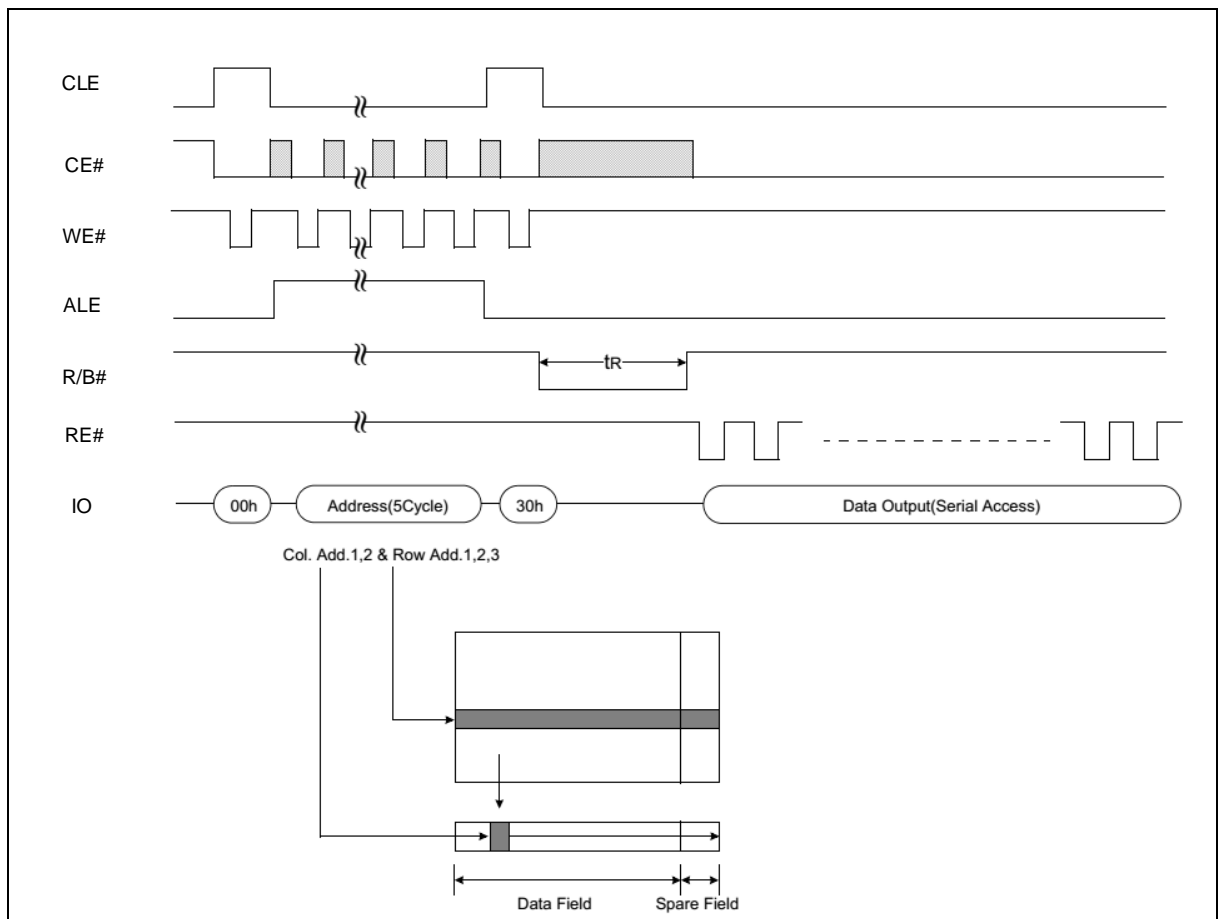 CLE
CE#
WE#
ALE
R/B#
tR
RE#
IO
00h
Address(5Cycle)
30h
Data Output(Serial Access)
Col. Add.1,2 & Row Add.1,2,3
Data Field
Spare Field